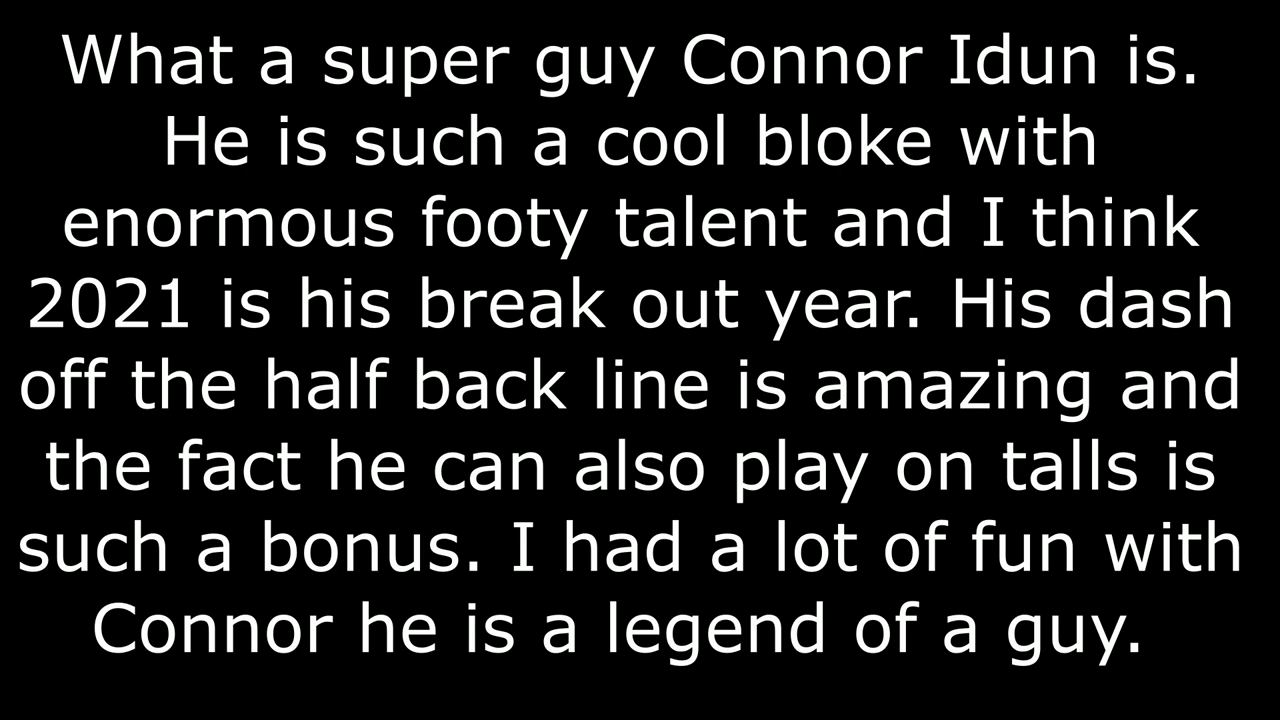 What a super guy Connor Idun is.
He is such a cool bloke with
enormous footy talent and I think
2021 is his break out year. His dash
off the half back line is amazing and
the fact he can also play on talls is
such a bonus. I had a lot of fun with
Connor he is a legend of a guy.